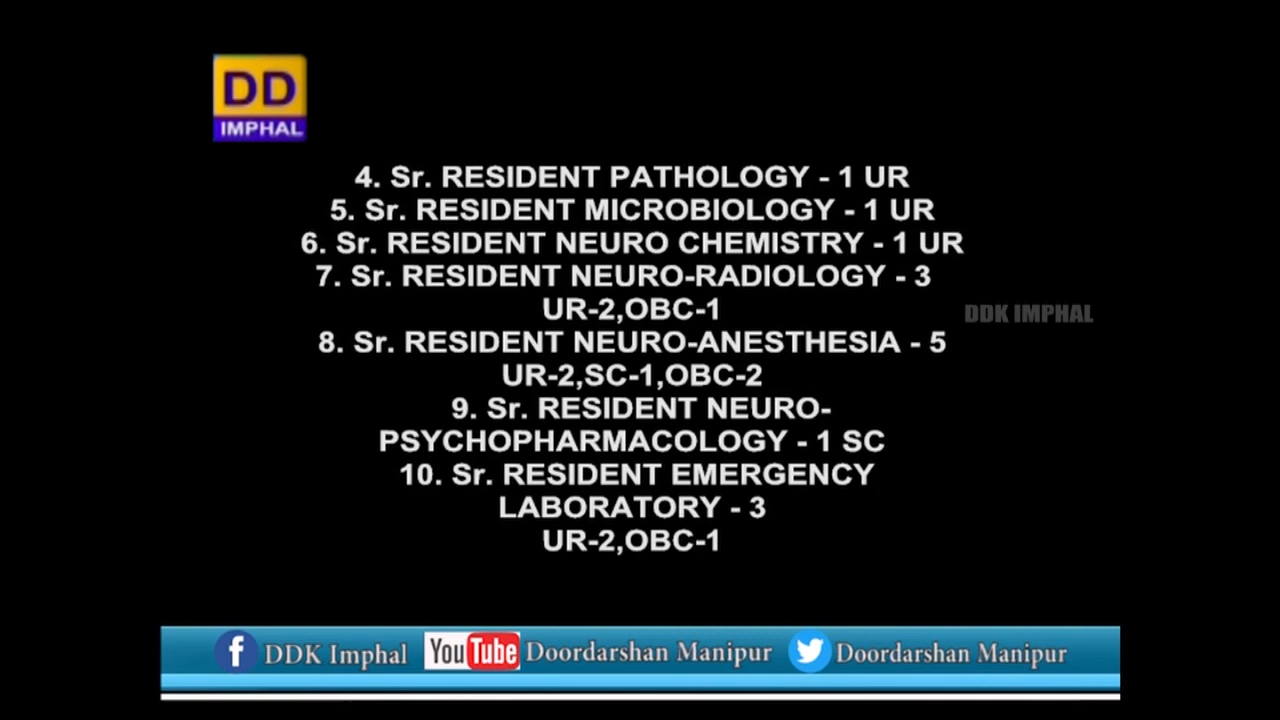 DD
IMPHAL
4. Sr. RESIDENT PATHOLOGY - 1 UR
5. Sr. RESIDENT MICROBIOLOGY - 1 UR
6. Sr. RESIDENT NEURO CHEMISTRY - 1 UR
7. Sr. RESIDENT NEURO-RADIOLOGY - 3
UR-2,OBC-1
DDK IMPHAL
8. Sr. RESIDENT NEURO-ANESTHESIA - 5
UR-2,SC-1,OBC-2
9. Sr. RESIDENT NEURO-
PSYCHOPHARMACOLOGY - 1 SC
10. Sr. RESIDENT EMERGENCY
LABORATORY - 3
UR-2,OBC-1
f DDK Imphal YouTube Doordarshan Manipur Doordarshan Manipur